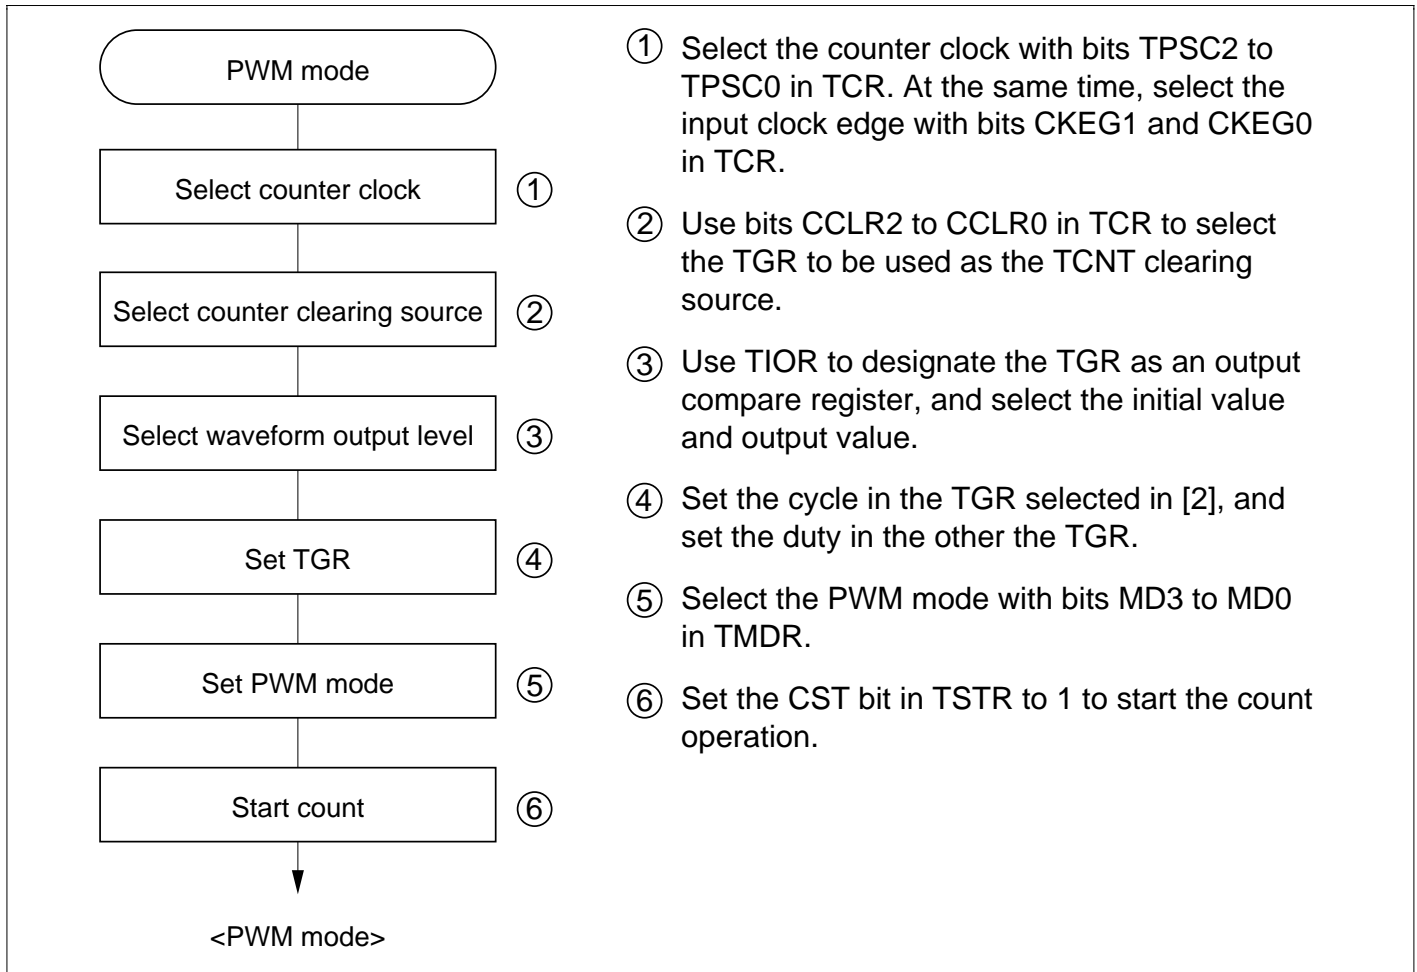 PWM mode
Select counter clock
①
Select counter clearing source
②
Select waveform output level
③
Set TGR
④
Set PWM mode
⑤
Start count
⑥
<PWM mode>
① Select the counter clock with bits TPSC2 to
TPSC0 in TCR. At the same time, select the
input clock edge with bits CKEG1 and CKEG0
in TCR.
② Use bits CCLR2 to CCLR0 in TCR to select
the TGR to be used as the TCNT clearing
source.
③ Use TIOR to designate the TGR as an output
compare register, and select the initial value
and output value.
④ Set the cycle in the TGR selected in [2], and
set the duty in the other the TGR.
⑤ Select the PWM mode with bits MD3 to MD0
in TMDR.
⑥ Set the CST bit in TSTR to 1 to start the count
operation.